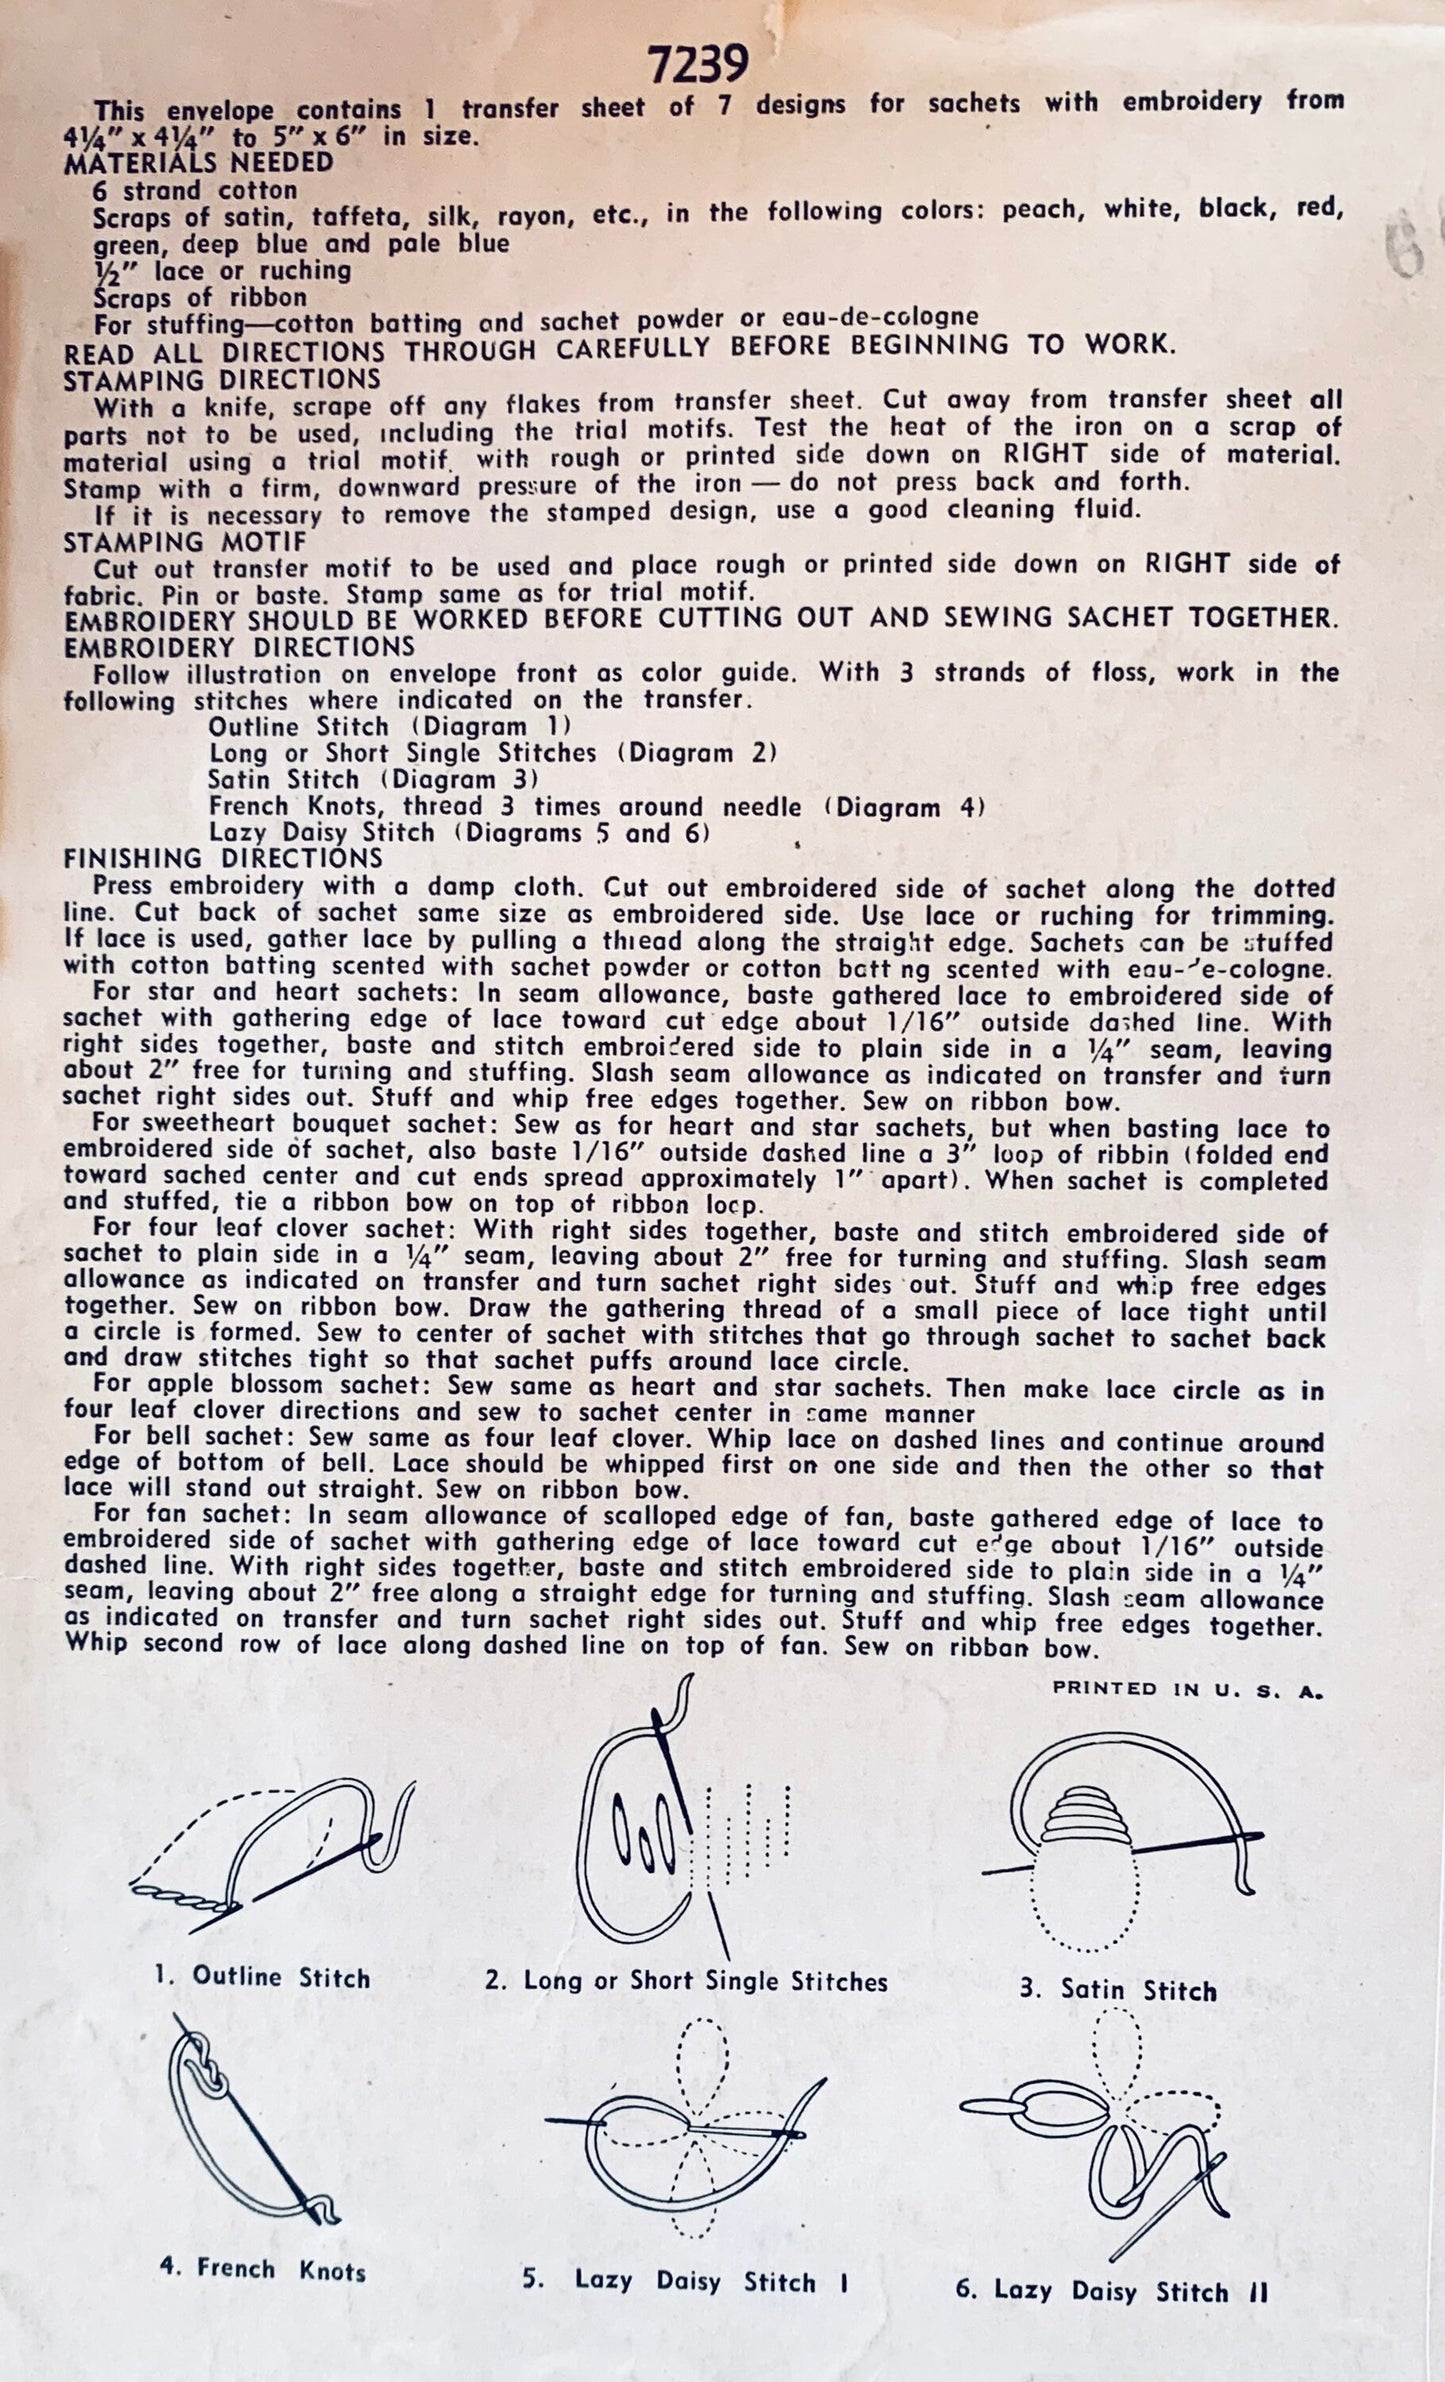 7239
This envelope contains 1 transfer sheet of 7 designs for sachets with embroidery from
4¼" x 4¼" to 5" x 6" in size.
MATERIALS NEEDED
6 strand cotton
Scraps of satin, taffeta, silk, rayon, etc., in the following colors: peach, white, black, red,
green, deep blue and pale blue
½" lace or ruching
Scraps of ribbon
For stuffing—cotton batting and sachet powder or eau-de-cologne
READ ALL DIRECTIONS THROUGH CAREFULLY BEFORE BEGINNING TO WORK.
STAMPING DIRECTIONS
With a knife, scrape off any flakes from transfer sheet. Cut away from transfer sheet all
parts not to be used, including the trial motifs. Test the heat of the iron on a scrap of
material using a trial motif, with rough or printed side down on RIGHT side of material.
Stamp with a firm, downward pressure of the iron — do not press back and forth.
If it is necessary to remove the stamped design, use a good cleaning fluid.
STAMPING MOTIF
Cut out transfer motif to be used and place rough or printed side down on RIGHT side of
fabric. Pin or baste. Stamp same as for trial motif.
EMBROIDERY SHOULD BE WORKED BEFORE CUTTING OUT AND SEWING SACHET TOGETHER.
EMBROIDERY DIRECTIONS
Follow illustration on envelope front as color guide. With 3 strands of floss, work in the
following stitches where indicated on the transfer.
Outline Stitch (Diagram 1)
Long or Short Single Stitches (Diagram 2)
Satin Stitch (Diagram 3)
French Knots, thread 3 times around needle (Diagram 4)
Lazy Daisy Stitch (Diagrams 5 and 6)
FINISHING DIRECTIONS
Press embroidery with a damp cloth. Cut out embroidered side of sachet along the dotted
line. Cut back of sachet same size as embroidered side. Use lace or ruching for trimming.
If lace is used, gather lace by pulling a thread along the straight edge. Sachets can be stuffed
with cotton batting scented with sachet powder or cotton batting scented with eau-de-cologne.
For star and heart sachets: In seam allowance, baste gathered lace to embroidered side of
sachet with gathering edge of lace toward cut edge about 1/16" outside dashed line. With
right sides together, baste and stitch embroidered side to plain side in a ¼" seam, leaving
about 2" free for turning and stuffing. Slash seam allowance as indicated on transfer and turn
sachet right sides out. Stuff and whip free edges together. Sew on ribbon bow.
For sweetheart bouquet sachet: Sew as for heart and star sachets, but when basting lace to
embroidered side of sachet, also baste 1/16" outside dashed line a 3" loop of ribbin (folded end
toward sached center and cut ends spread approximately 1" apart). When sachet is completed
and stuffed, tie a ribbon bow on top of ribbon loop.
For four leaf clover sachet: With right sides together, baste and stitch embroidered side of
sachet to plain side in a ¼" seam, leaving about 2" free for turning and stuffing. Slash seam
allowance as indicated on transfer and turn sachet right sides out. Stuff and whip free edges
together. Sew on ribbon bow. Draw the gathering thread of a small piece of lace tight until
a circle is formed. Sew to center of sachet with stitches that go through sachet to sachet back
and draw stitches tight so that sachet puffs around lace circle.
For apple blossom sachet: Sew same as heart and star sachets. Then make lace circle as in
four leaf clover directions and sew to sachet center in same manner
For bell sachet: Sew same as four leaf clover. Whip lace on dashed lines and continue around
edge of bottom of bell. Lace should be whipped first on one side and then the other so that
lace will stand out straight. Sew on ribbon bow.
For fan sachet: In seam allowance of scalloped edge of fan, baste gathered edge of lace to
embroidered side of sachet with gathering edge of lace toward cut edge about 1/16" outside
dashed line. With right sides together, baste and stitch embroidered side to plain side in a ¼"
seam, leaving about 2" free along a straight edge for turning and stuffing. Slash seam allowance
as indicated on transfer and turn sachet right sides out. Stuff and whip free edges together.
Whip second row of lace along dashed line on top of fan. Sew on ribban bow.
PRINTED IN U. S. A.
1. Outline Stitch
2. Long or Short Single Stitches
3. Satin Stitch
4. French Knots
5. Lazy Daisy Stitch I
6. Lazy Daisy Stitch II